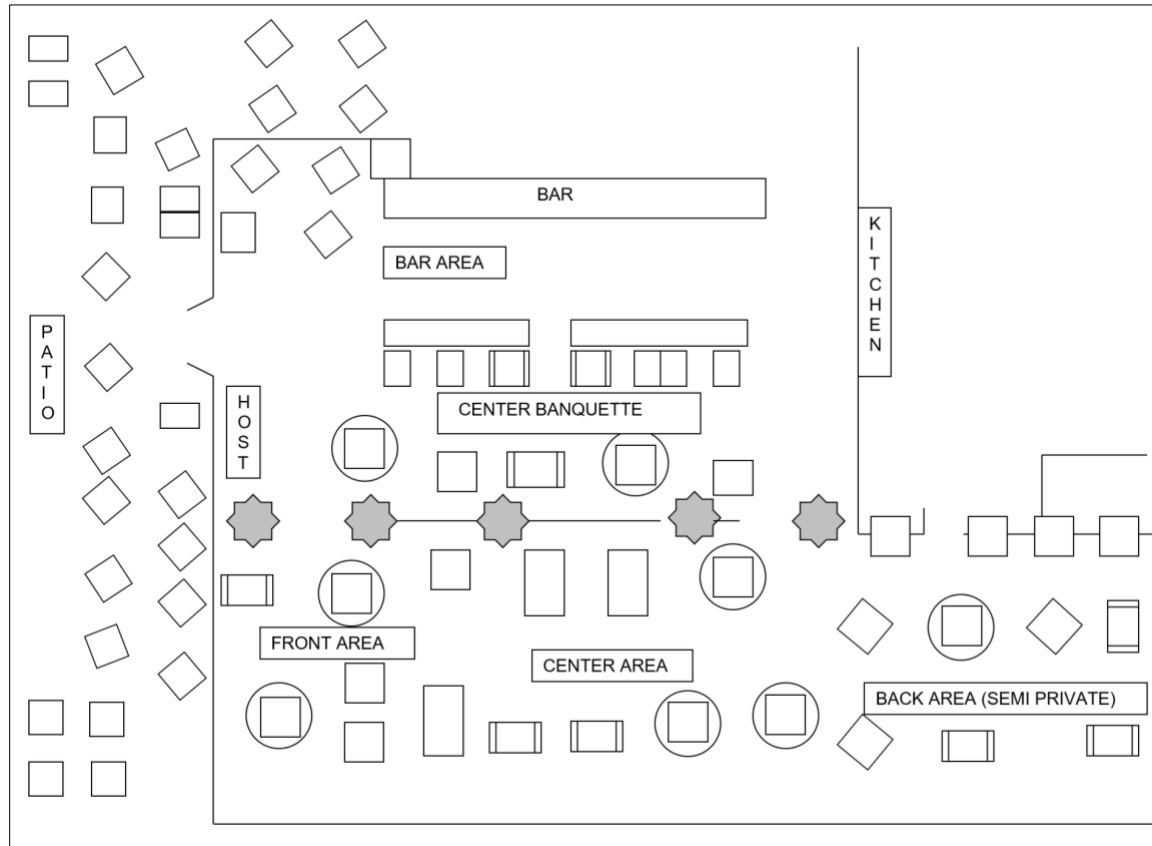 BAR
KITCHEN
BAR AREA
PATIO
HOST
CENTER BANQUETTE
FRONT AREA
CENTER AREA
BACK AREA (SEMI PRIVATE)